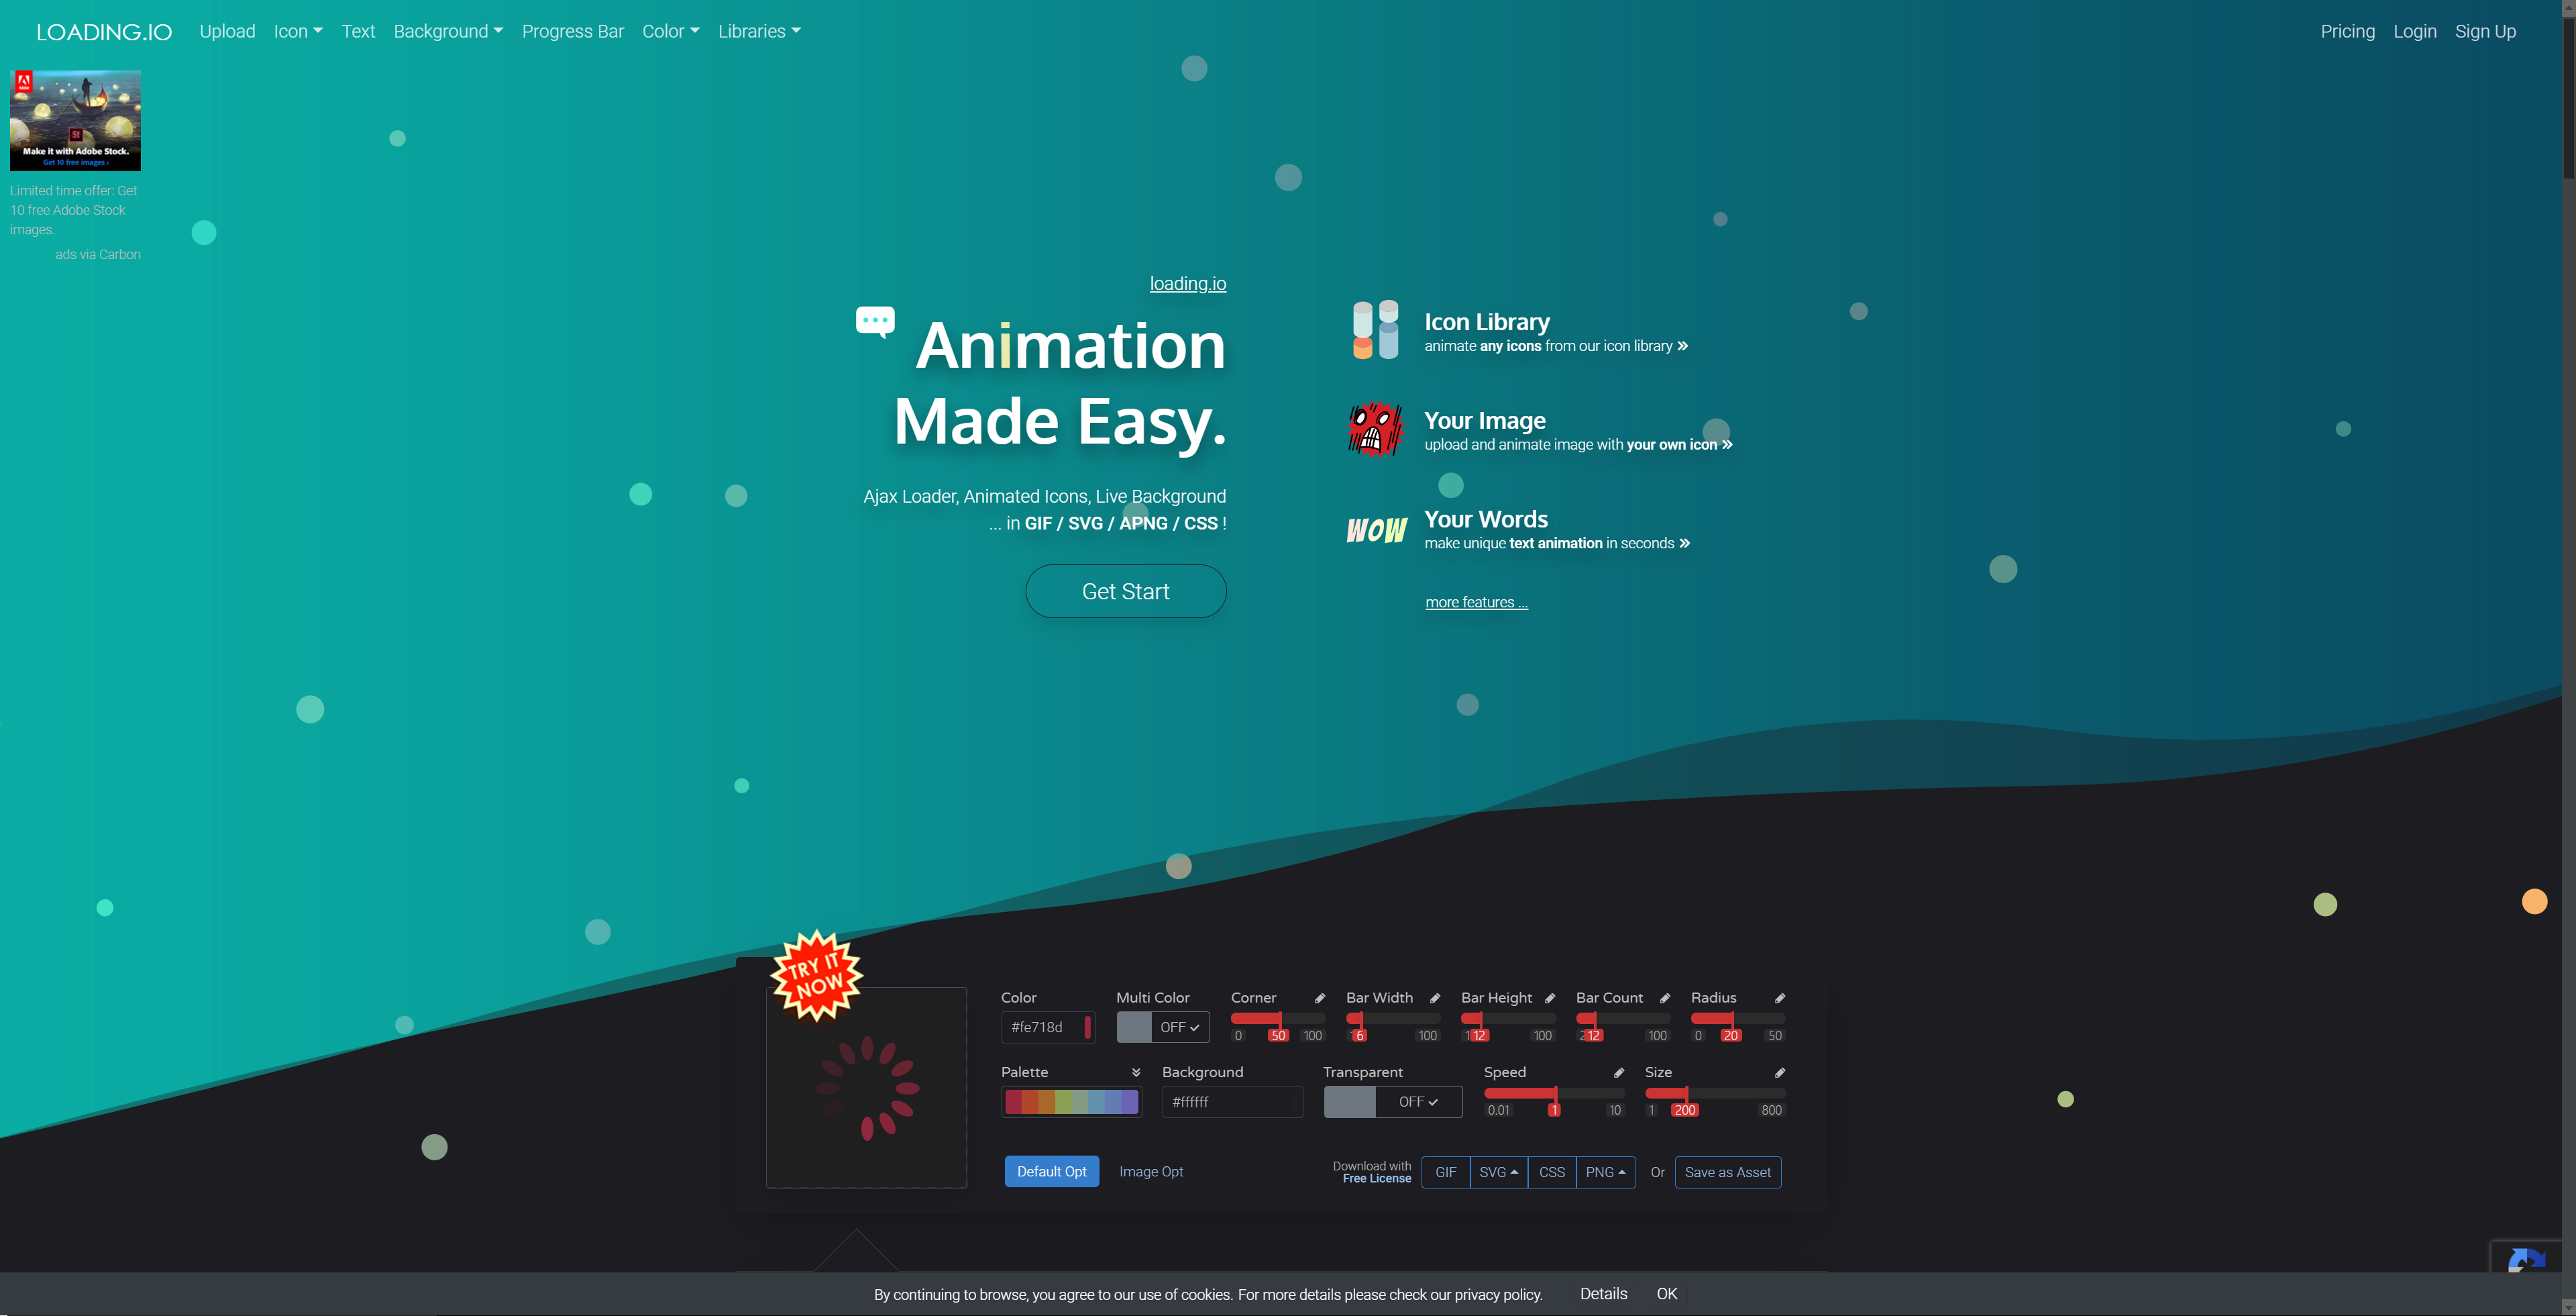 LOADING.IO Upload Icon Text Background Progress Bar Color Libraries Pricing Login Sign Up
Adobe
St
Make it with Adobe Stock.
Get 10 free images ›
Limited time offer: Get
10 free Adobe Stock
images.
ads via Carbon
loading.io
Animation
Made Easy.
Ajax Loader, Animated Icons, Live Background
... in GIF / SVG / APNG / CSS !
Get Start
Icon Library
animate any icons from our icon library »
Your Image
upload and animate image with your own icon »
WOW
Your Words
make unique text animation in seconds »
more features ...
TRY IT
NOW
Color Multi Color Corner Bar Width Bar Height Bar Count Radius
#fe718d OFF
0 50 100 6 100 12 100 12 100 0 20 50
Palette Background Transparent Speed Size
#ffffff OFF
0.01 1 10 1 200 800
Default Opt Image Opt
Download with
Free License
GIF SVG CSS PNG Or Save as Asset
By continuing to browse, you agree to our use of cookies. For more details please check our privacy policy. Details OK